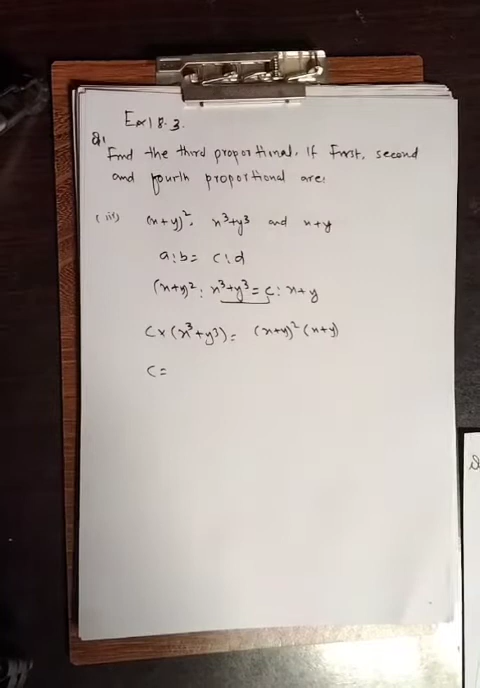 Ex 18.3.
Q1.
Find the third proportional, If First, second
and fourth proportional are:
(iii) (x+y)², x³+y³ and x+y
a:b = c:d
(x+y)² : x³+y³ = c : x+y
c×(x³+y³) = (x+y)² (x+y)
c =